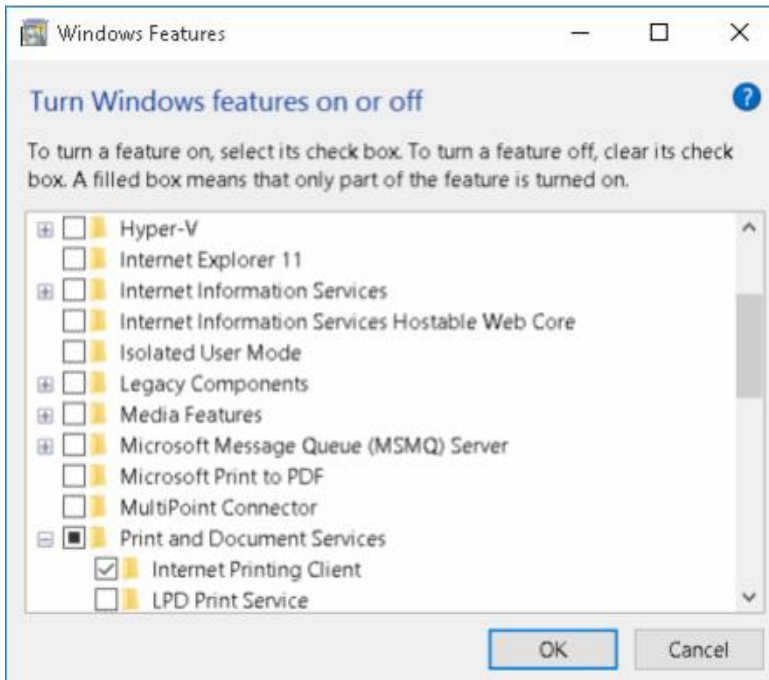 Windows Features
Turn Windows features on or off
?
To turn a feature on, select its check box. To turn a feature off, clear its check
box. A filled box means that only part of the feature is turned on.
Hyper-V
Internet Explorer 11
Internet Information Services
Internet Information Services Hostable Web Core
Isolated User Mode
Legacy Components
Media Features
Microsoft Message Queue (MSMQ) Server
Microsoft Print to PDF
MultiPoint Connector
Print and Document Services
Internet Printing Client
LPD Print Service
OK Cancel